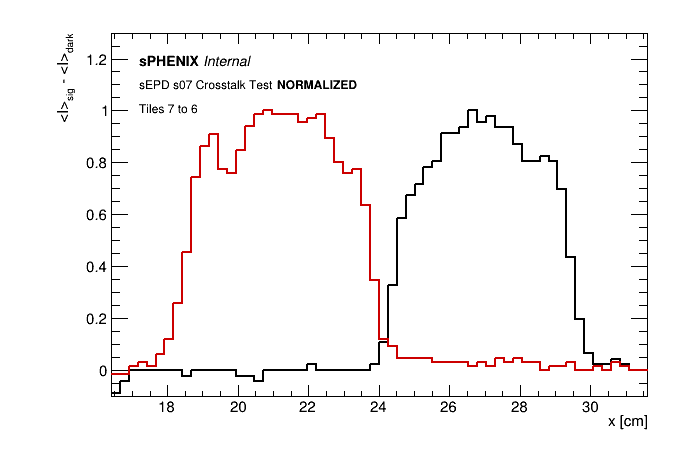 <I>sig - <I>dark
1.2
sPHENIX Internal
sEPD s07 Crosstalk Test NORMALIZED
Tiles 7 to 6
1
0.8
0.6
0.4
0.2
0
18 20 22 24 26 28 30
x [cm]